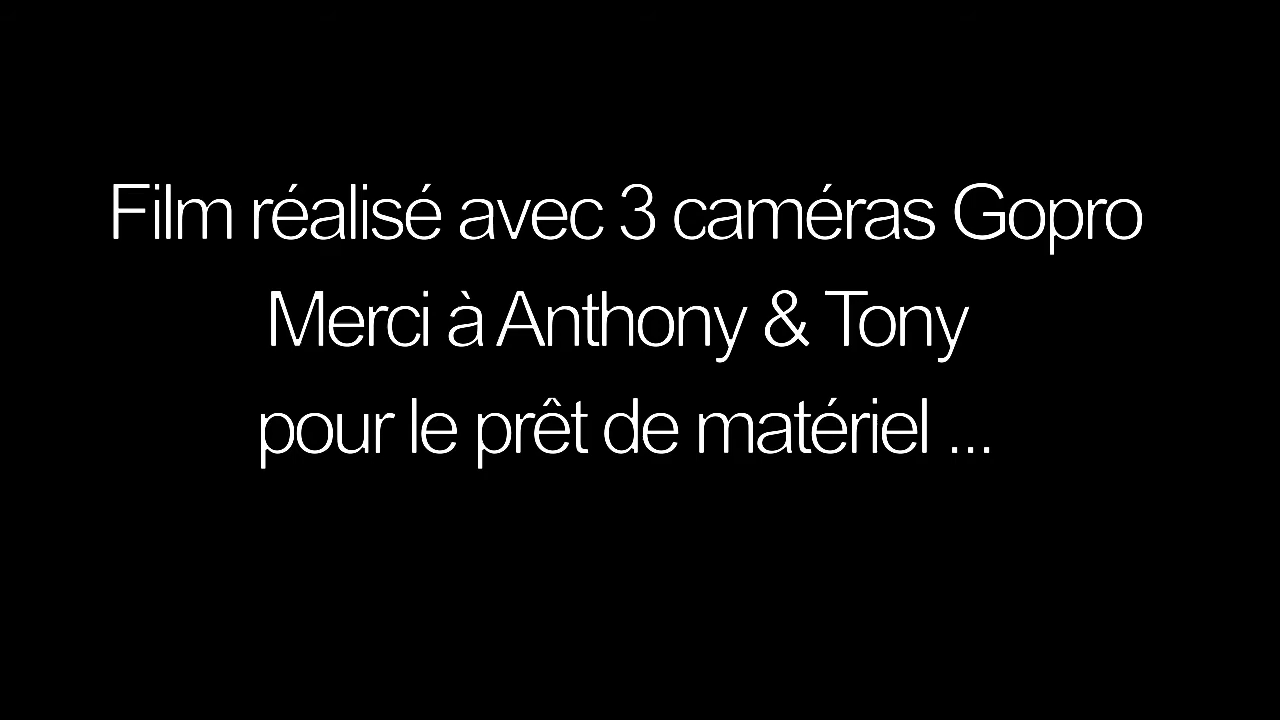 Film réalisé avec 3 caméras Gopro
Merci à Anthony & Tony
pour le prêt de matériel ...